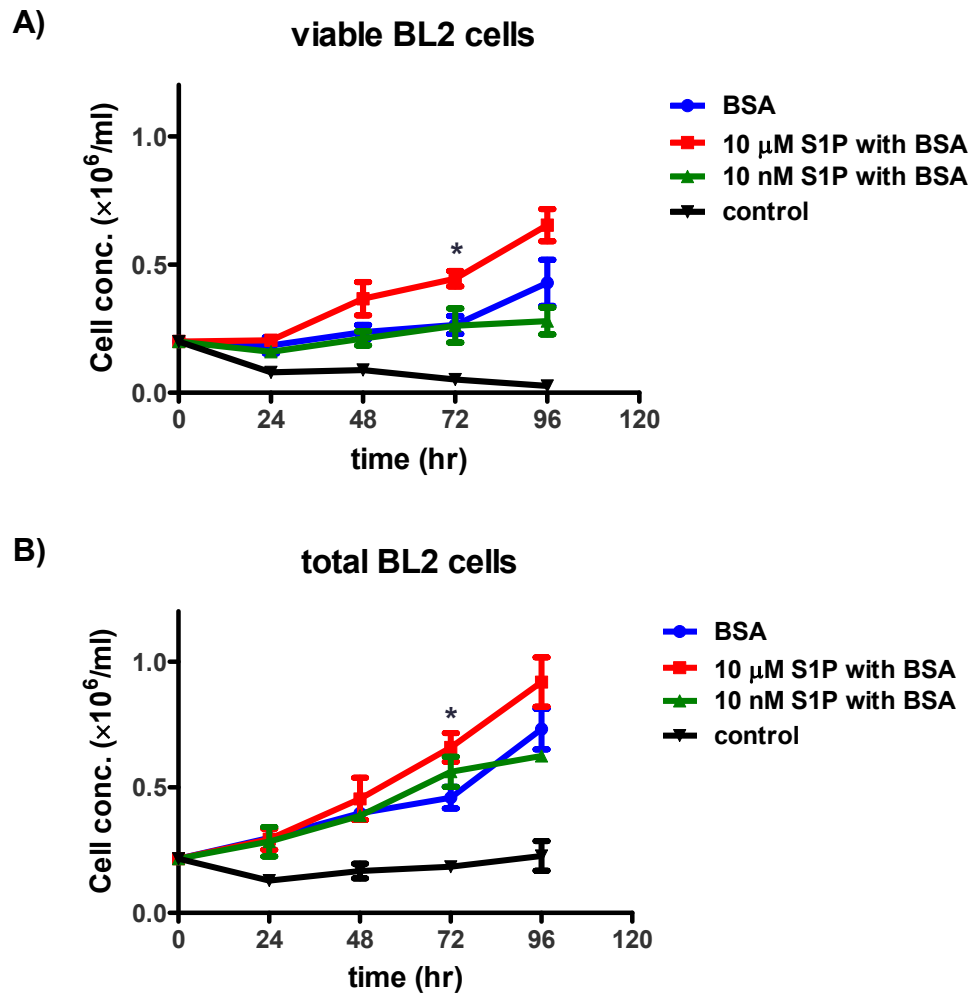 A)
viable BL2 cells
Cell conc. (×10⁶/ml)
1.0
0.5
0.0
*
0 24 48 72 96 120
time (hr)
BSA
10 μM S1P with BSA
10 nM S1P with BSA
control
B)
total BL2 cells
Cell conc. (×10⁶/ml)
1.0
0.5
0.0
*
0 24 48 72 96 120
time (hr)
BSA
10 μM S1P with BSA
10 nM S1P with BSA
control